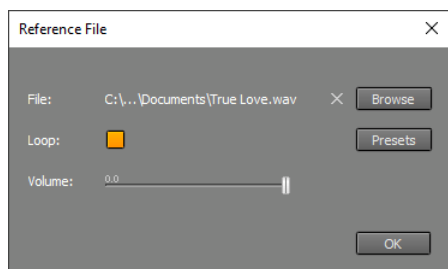 Reference File
File: C:\...\Documents\True Love.wav Browse
Loop: Presets
Volume: 0.0
OK